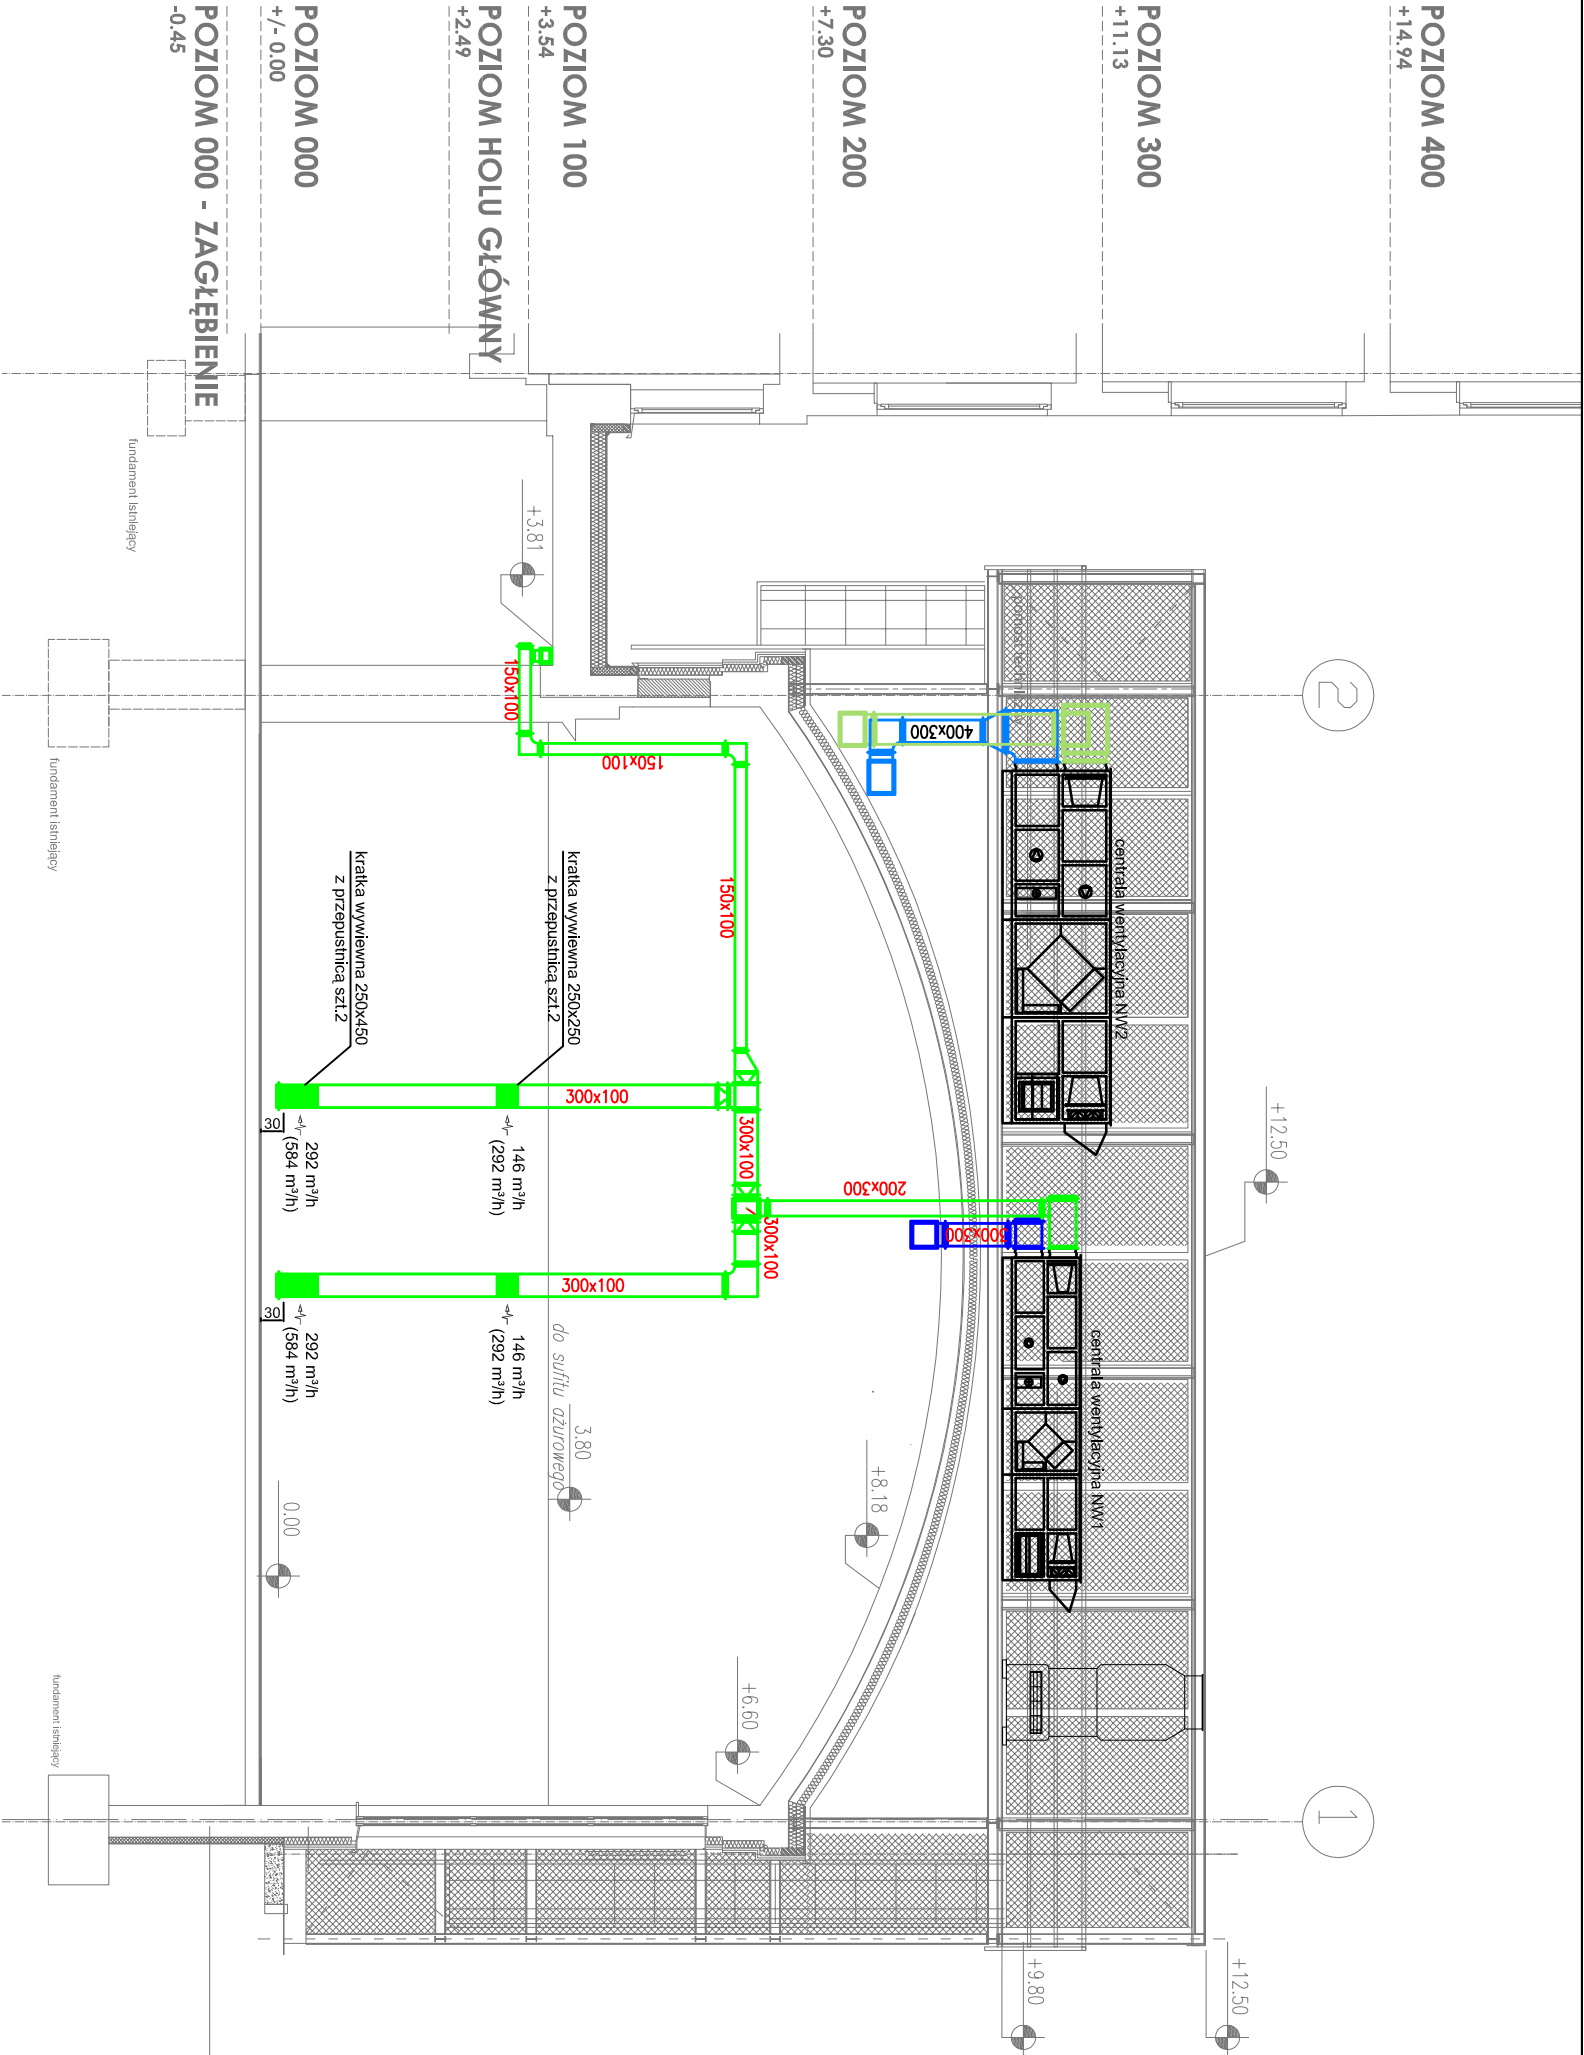 POZIOM 400
+14.94
POZIOM 300
+11.13
POZIOM 200
+7.30
POZIOM 100
+3.54
POZIOM HOLU GŁÓWNY
+2.49
POZIOM 000
+/- 0.00
POZIOM 000 - ZAGŁĘBIENIE
-0.45
fundament istniejący
fundament istniejący
fundament istniejący
2
1
+12.50
+12.50
+9.80
+8.18
+6.60
+3.81
3.80
do sufitu ażurowego
0.00
centrala wentylacyjna NW2
centrala wentylacyjna NW1
400x300
300x300
200x300
150x100
150x100
150x100
300x100
300x100
300x100
300x100
kratka wywiewna 250x250
z przepustnicą szt.2
kratka wywiewna 250x450
z przepustnicą szt.2
146 m³/h
(292 m³/h)
292 m³/h
(584 m³/h)
30
146 m³/h
(292 m³/h)
292 m³/h
(584 m³/h)
30